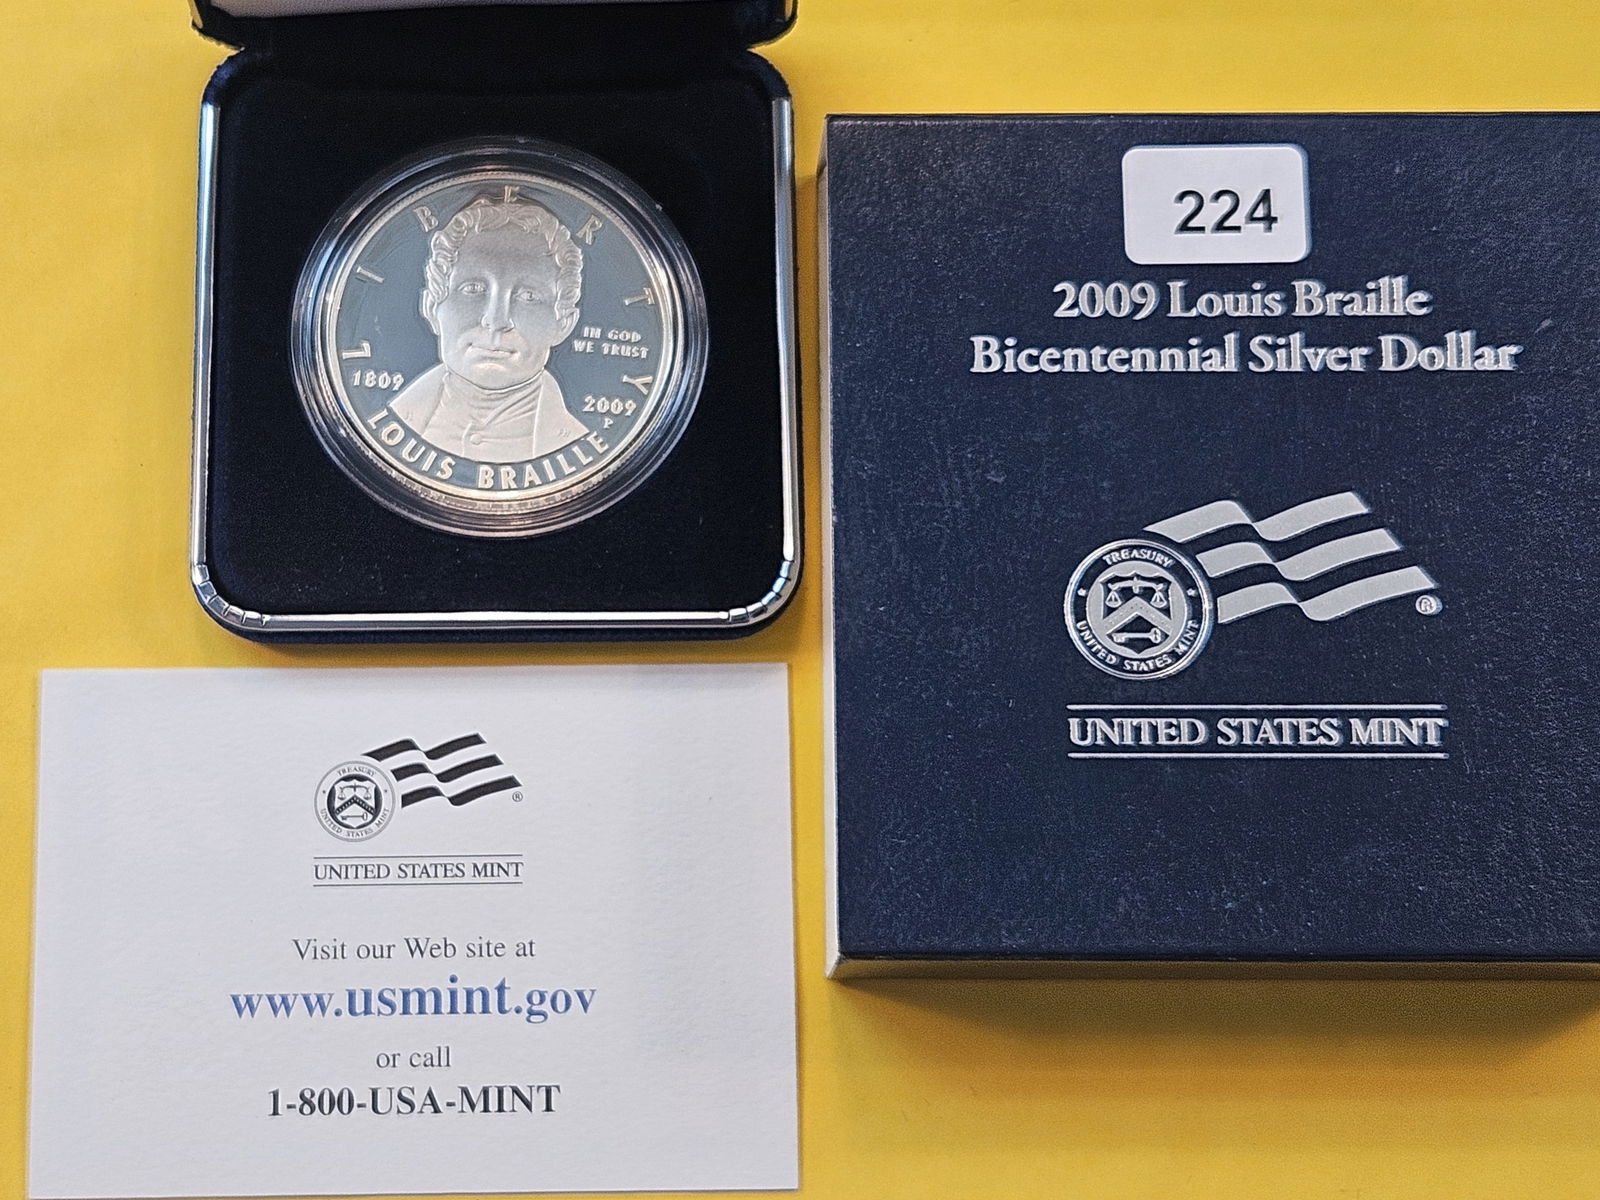 LIBERTY
IN GOD
WE TRUST
1809
2009
P
LOUIS BRAILLE
224
2009 Louis Braille
Bicentennial Silver Dollar
TREASURY
UNITED STATES MINT
®
UNITED STATES MINT
TREASURY
UNITED STATES MINT
®
UNITED STATES MINT
Visit our Web site at
www.usmint.gov
or call
1-800-USA-MINT